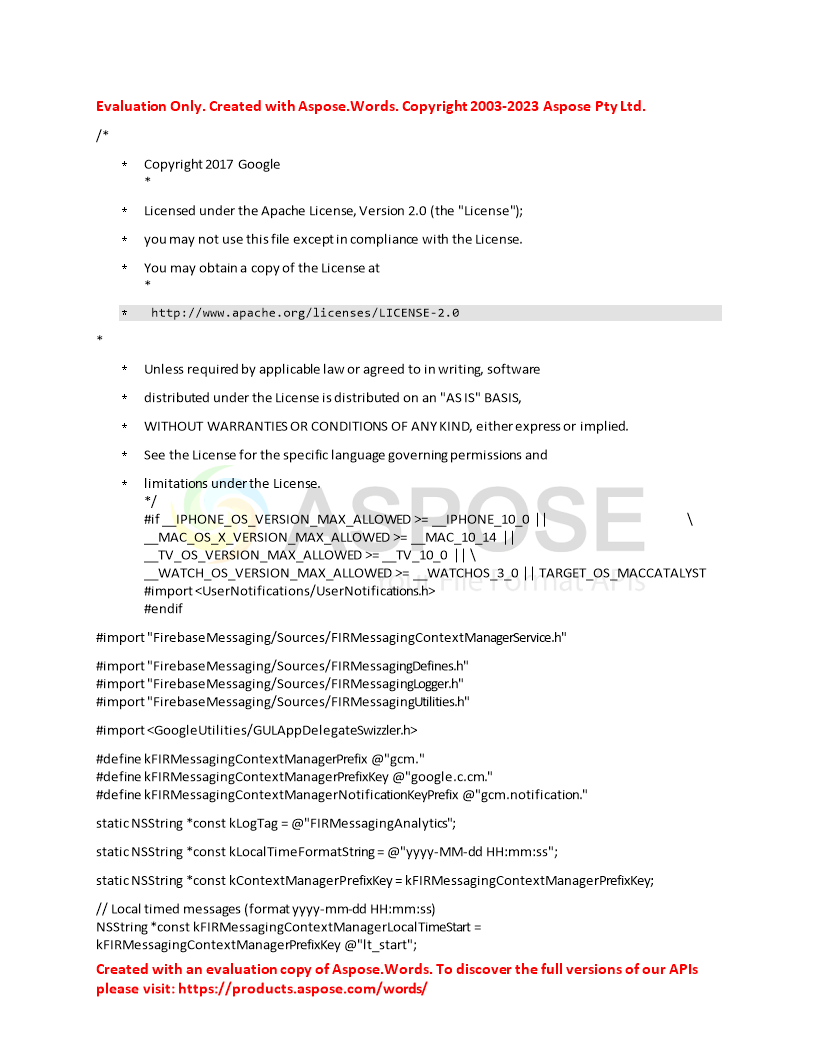 Evaluation Only. Created with Aspose.Words. Copyright 2003-2023 Aspose Pty Ltd.
/*
* Copyright 2017 Google
*
* Licensed under the Apache License, Version 2.0 (the "License");
* you may not use this file except in compliance with the License.
* You may obtain a copy of the License at
*
* http://www.apache.org/licenses/LICENSE-2.0
*
* Unless required by applicable law or agreed to in writing, software
* distributed under the License is distributed on an "AS IS" BASIS,
* WITHOUT WARRANTIES OR CONDITIONS OF ANY KIND, either express or implied.
* See the License for the specific language governing permissions and
* limitations under the License.
*/
ASPOSE
#if __IPHONE_OS_VERSION_MAX_ALLOWED >= __IPHONE_10_0 || \
__MAC_OS_X_VERSION_MAX_ALLOWED >= __MAC_10_14 ||
__TV_OS_VERSION_MAX_ALLOWED >= __TV_10_0 || \
__WATCH_OS_VERSION_MAX_ALLOWED >= __WATCHOS_3_0 || TARGET_OS_MACCATALYST
File Format APIs
#import <UserNotifications/UserNotifications.h>
#endif
#import "FirebaseMessaging/Sources/FIRMessagingContextManagerService.h"
#import "FirebaseMessaging/Sources/FIRMessagingDefines.h"
#import "FirebaseMessaging/Sources/FIRMessagingLogger.h"
#import "FirebaseMessaging/Sources/FIRMessagingUtilities.h"
#import <GoogleUtilities/GULAppDelegateSwizzler.h>
#define kFIRMessagingContextManagerPrefix @"gcm."
#define kFIRMessagingContextManagerPrefixKey @"google.c.cm."
#define kFIRMessagingContextManagerNotificationKeyPrefix @"gcm.notification."
static NSString *const kLogTag = @"FIRMessagingAnalytics";
static NSString *const kLocalTimeFormatString = @"yyyy-MM-dd HH:mm:ss";
static NSString *const kContextManagerPrefixKey = kFIRMessagingContextManagerPrefixKey;
// Local timed messages (format yyyy-mm-dd HH:mm:ss)
NSString *const kFIRMessagingContextManagerLocalTimeStart =
kFIRMessagingContextManagerPrefixKey @"lt_start";
Created with an evaluation copy of Aspose.Words. To discover the full versions of our APIs
please visit: https://products.aspose.com/words/